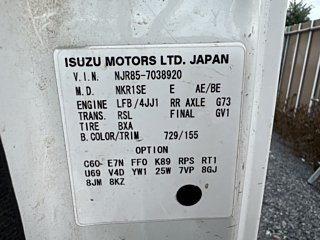 ISUZU MOTORS LTD. JAPAN
V.I.N. NJR85-7038920
M.D. NKR1SE E AE/BE
ENGINE LFB/4JJ1 RR AXLE G73
TRANS. RSL FINAL GV1
TIRE BXA
B.COLOR/TRIM 729/155
OPTION
C60 E7N FF0 K89 RPS RT1
U69 V4D YW1 25W 7VP 8GJ
8JM 8KZ